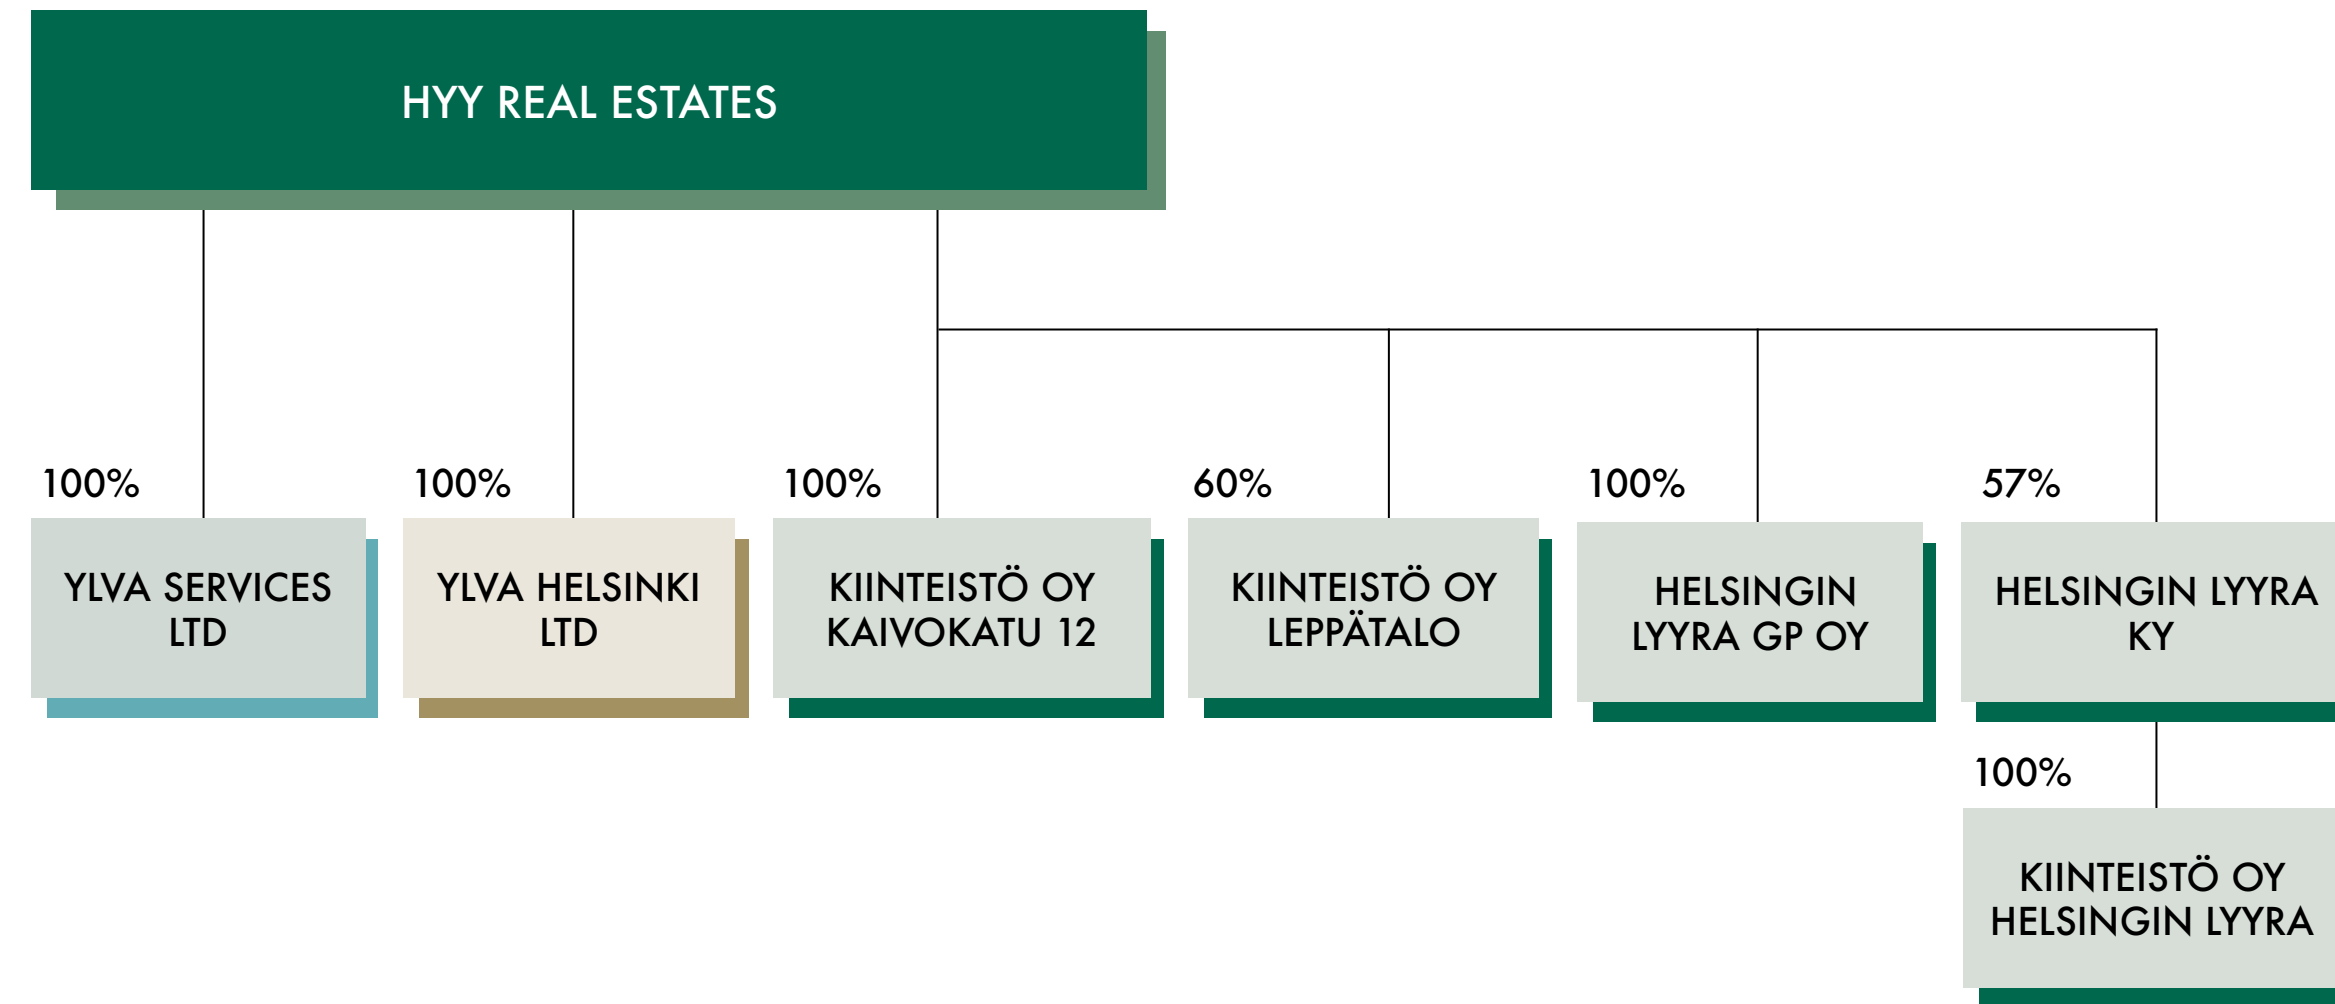 HYY REAL ESTATES
100%
100%
100%
60%
100%
57%
YLVA SERVICES
LTD
YLVA HELSINKI
LTD
KIINTEISTÖ OY
KAIVOKATU 12
KIINTEISTÖ OY
LEPPÄTALO
HELSINGIN
LYYRA GP OY
HELSINGIN LYYRA
KY
100%
KIINTEISTÖ OY
HELSINGIN LYYRA